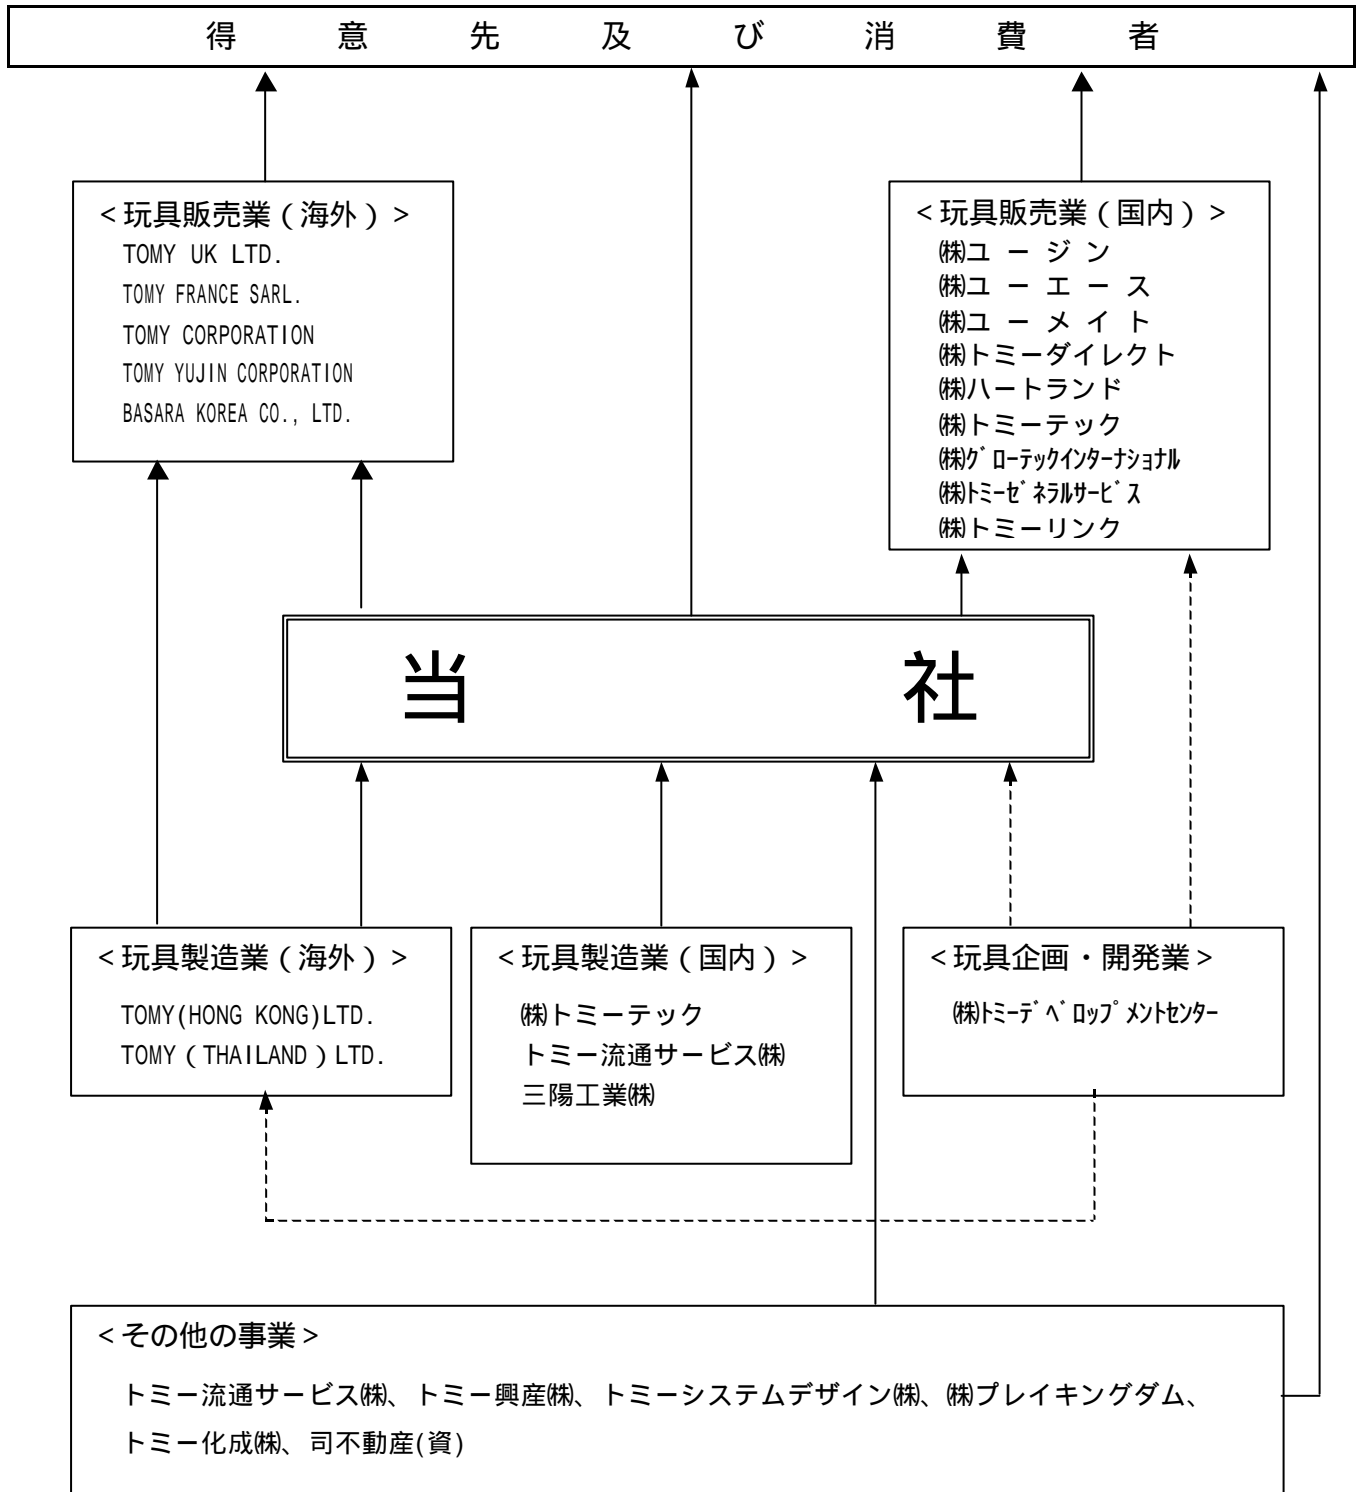 得意先及び消費者
<玩具販売業（海外）>
TOMY UK LTD.
TOMY FRANCE SARL.
TOMY CORPORATION
TOMY YUJIN CORPORATION
BASARA KOREA CO., LTD.
<玩具販売業（国内）>
㈱ユージン
㈱ユーエース
㈱ユーメイト
㈱トミーダイレクト
㈱ハートランド
㈱トミーテック
㈱ｸﾞﾛｰﾃｯｸｲﾝﾀｰﾅｼｮﾅﾙ
㈱ﾄﾐｰｾﾞﾈﾗﾙｻｰﾋﾞｽ
㈱トミーリンク
当社
<玩具製造業（海外）>
TOMY(HONG KONG)LTD.
TOMY（THAILAND）LTD.
<玩具製造業（国内）>
㈱トミーテック
トミー流通サービス㈱
三陽工業㈱
<玩具企画・開発業>
㈱ﾄﾐｰﾃﾞﾍﾞﾛｯﾌﾟﾒﾝﾄｾﾝﾀｰ
<その他の事業>
トミー流通サービス㈱、トミー興産㈱、トミーシステムデザイン㈱、㈱プレイキングダム、
トミー化成㈱、司不動産(資)